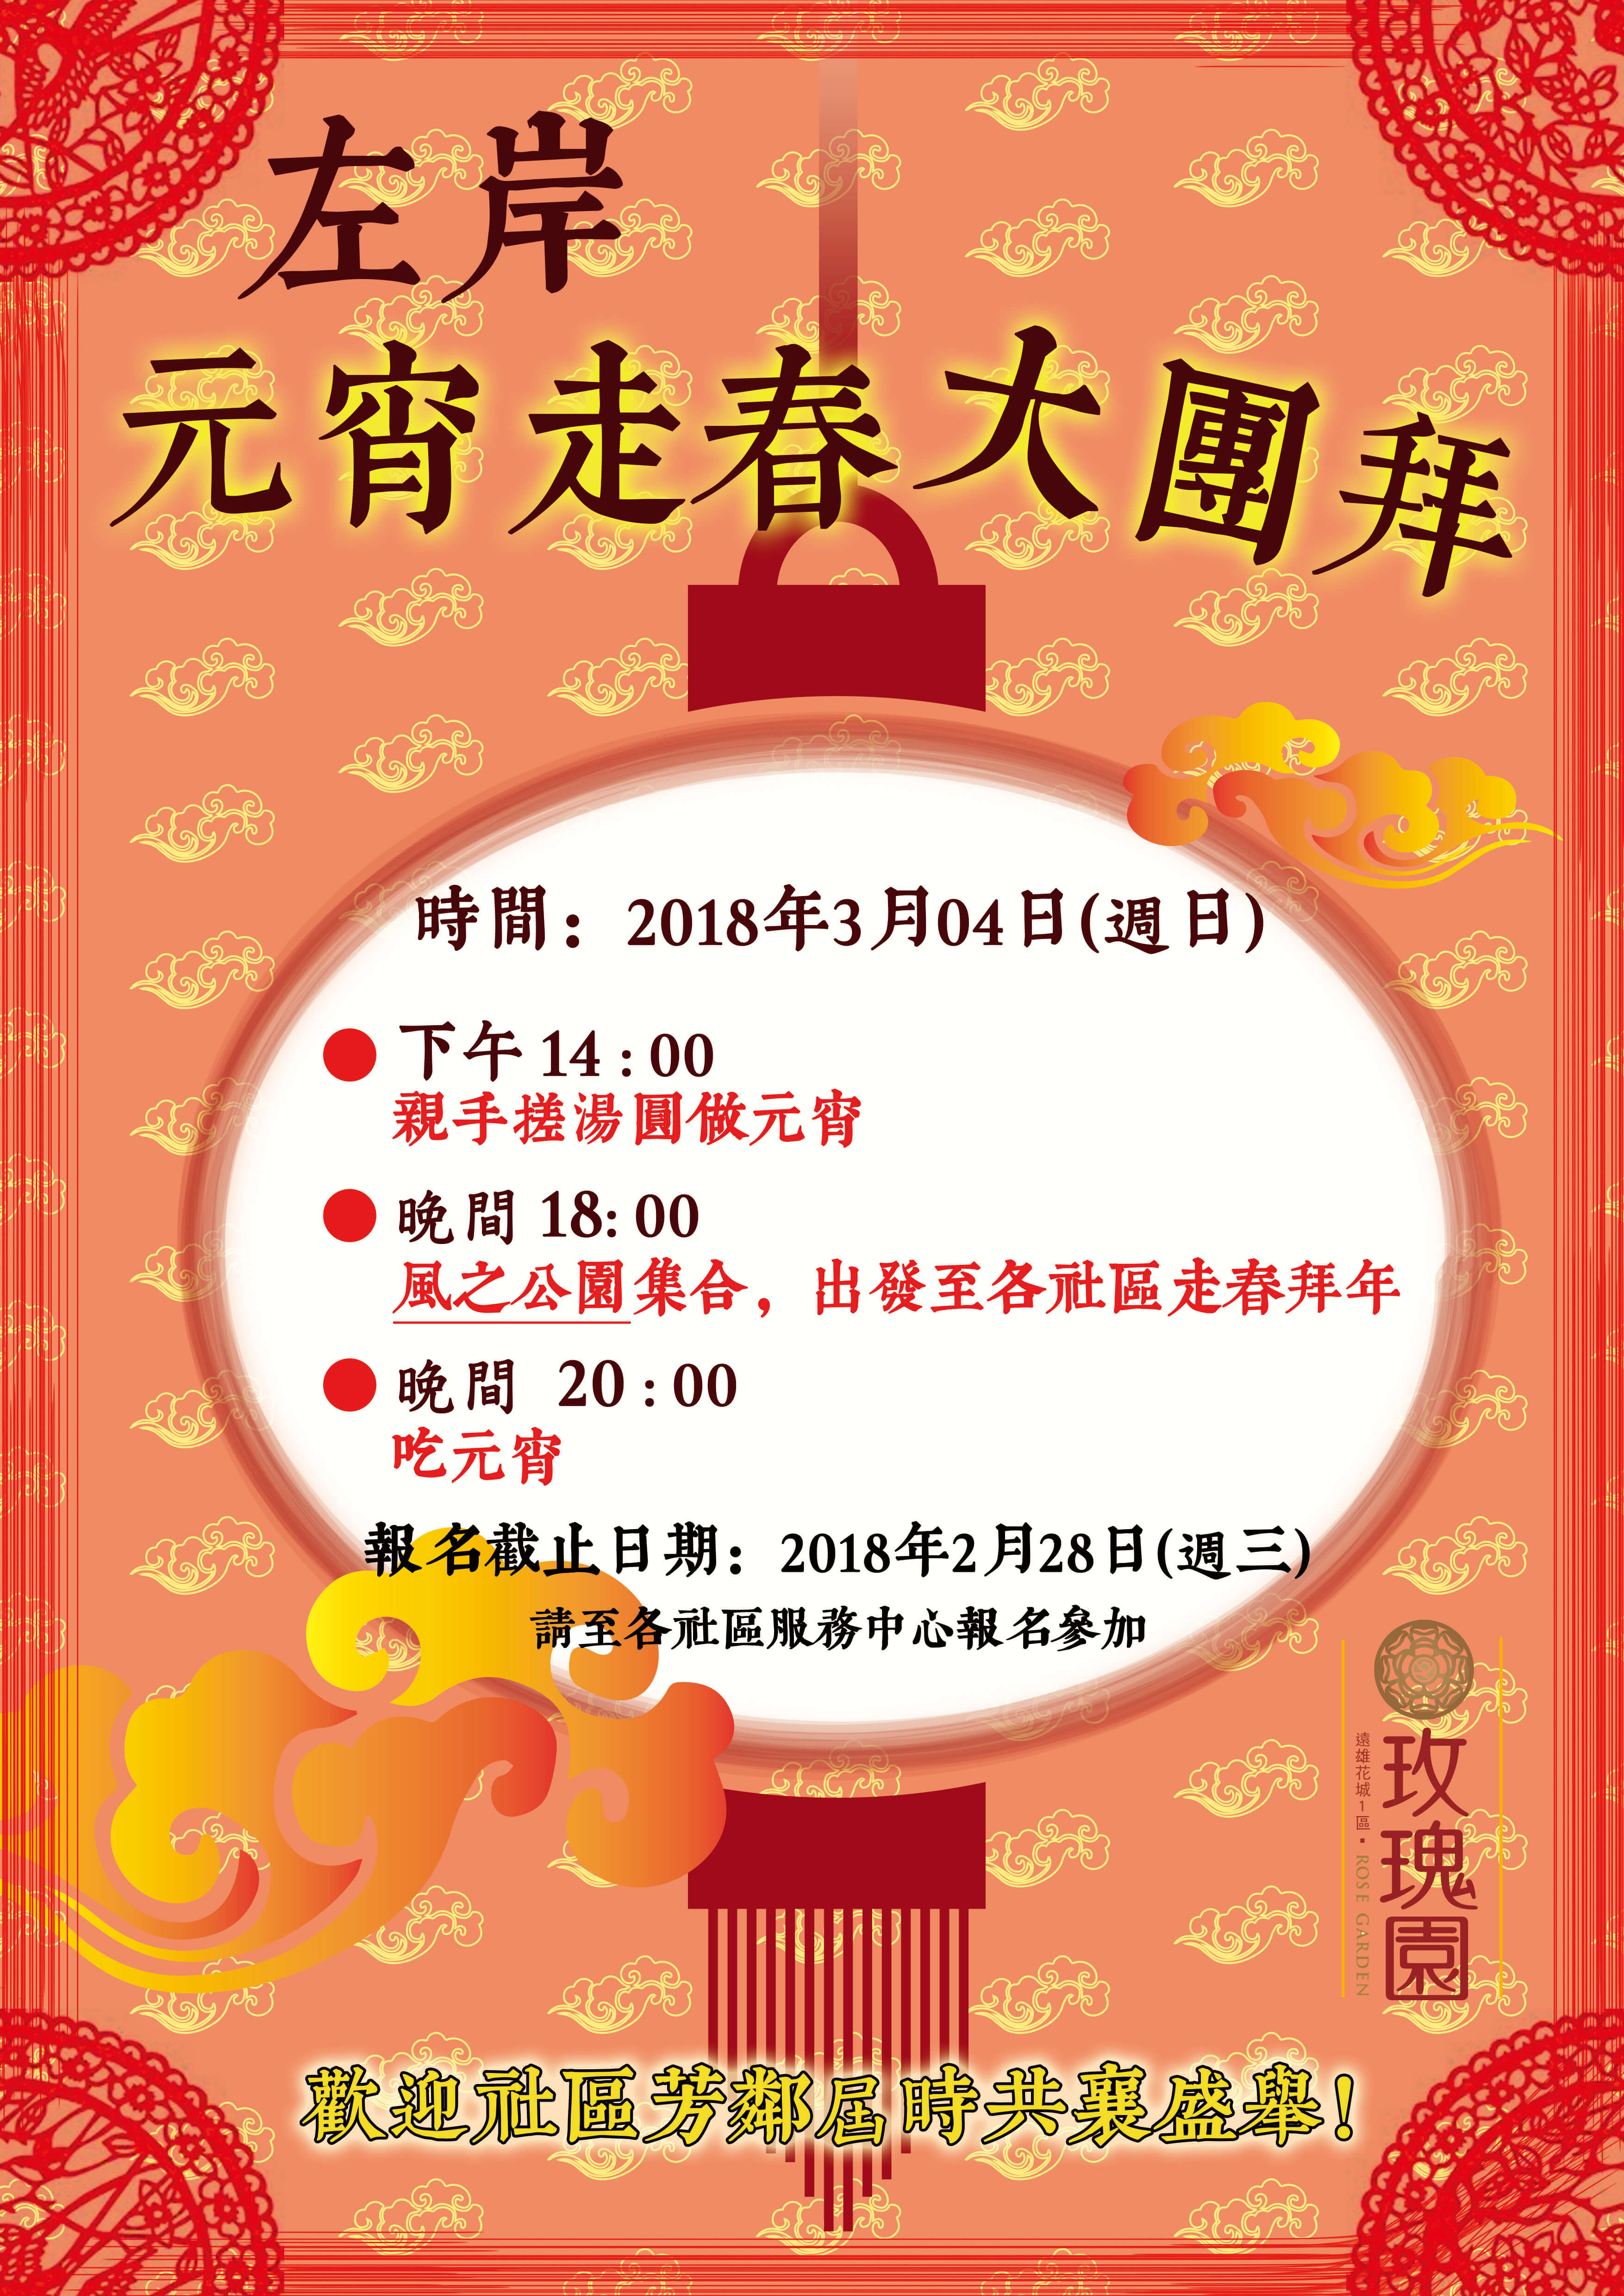 左岸
元宵走春大團拜
時間：2018年3月04日(週日)
下午 14 : 00
親手搓湯圓做元宵
晚間 18: 00
風之公園集合，出發至各社區走春拜年
晚間 20 : 00
吃元宵
報名截止日期：2018年2月28日(週三)
請至各社區服務中心報名參加
玫瑰園
遠雄花城1區 · ROSE GARDEN
歡迎社區芳鄰屆時共襄盛舉!